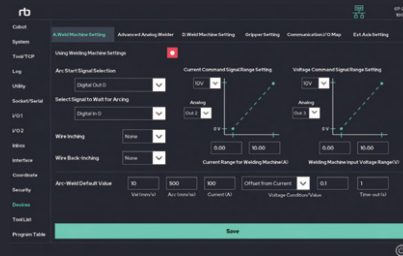 rb
Cobot
System
Tool/TCP
Log
Utility
Socket/Serial
I/O 1
I/O 2
Inbox
Interface
Coordinate
Security
Devices
Tool List
Program Table
A.Weld Machine Setting Advanced Analog Welder D.Weld Machine Setting Gripper Setting Communication I/O Map Ext.Axis Setting
Using Welding Machine Settings
Arc Start Signal Selection
Digital Out 0
Select Signal to Wait for Arcing
Digital In 0
Wire Inching None
Wire Back-Inching None
Current Command Signal Range Setting
10V
Analog
Out 2
0 V
0.00 10.00
Current Range for Welding Machine(A)
Voltage Command Signal Range Setting
10V
Analog
Out 3
0 V
0.00 10.00
Welding Machine Input Voltage Range(V)
Arc-Weld Default Value 10 500 100 Offset from Current 0.1 1
Vel (mm/s) Acc (mm/ss) Current (A) Voltage Condition/Value Time-out (s)
Save